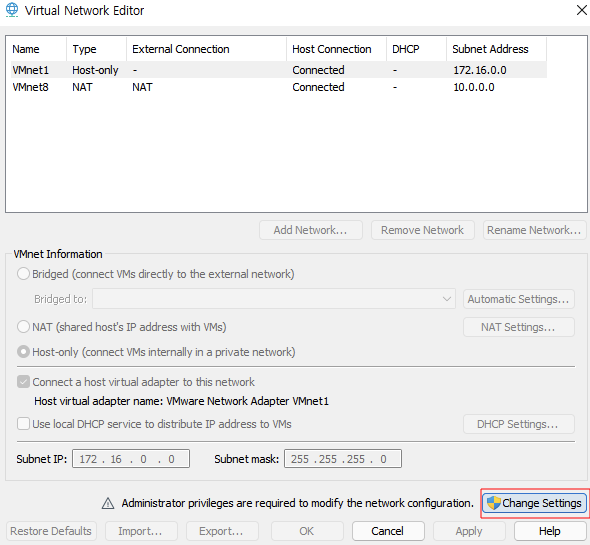 Virtual Network Editor
Name Type External Connection Host Connection DHCP Subnet Address
VMnet1 Host-only - Connected - 172.16.0.0
VMnet8 NAT NAT Connected - 10.0.0.0
Add Network... Remove Network Rename Network...
VMnet Information
Bridged (connect VMs directly to the external network)
Bridged to: Automatic Settings...
NAT (shared host's IP address with VMs) NAT Settings...
Host-only (connect VMs internally in a private network)
Connect a host virtual adapter to this network
Host virtual adapter name: VMware Network Adapter VMnet1
Use local DHCP service to distribute IP address to VMs DHCP Settings...
Subnet IP: 172 . 16 . 0 . 0 Subnet mask: 255 . 255 . 255 . 0
Administrator privileges are required to modify the network configuration. Change Settings
Restore Defaults Import... Export... OK Cancel Apply Help